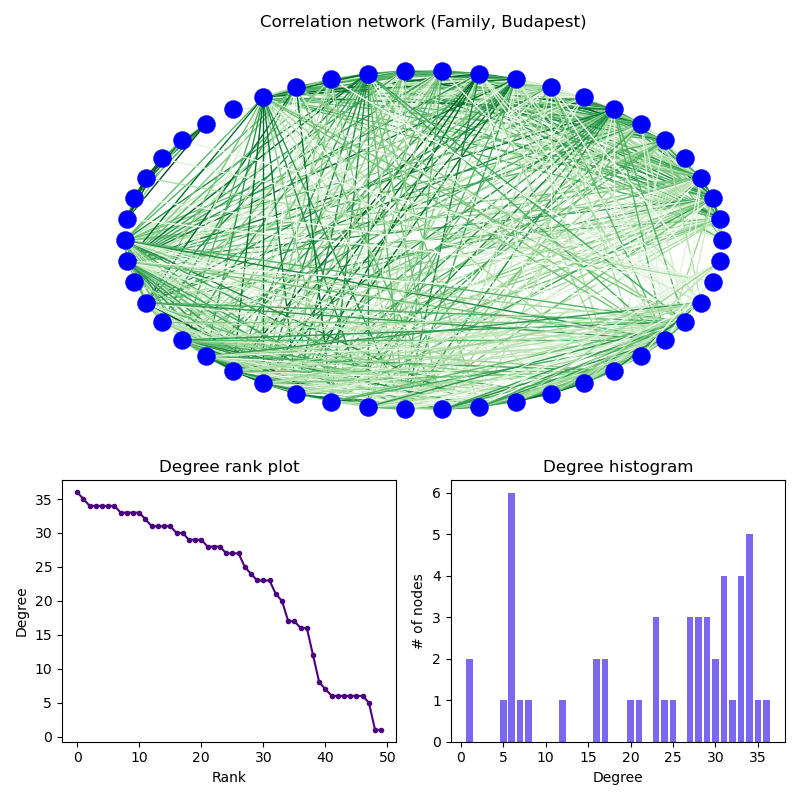 Correlation network (Family, Budapest)
Degree rank plot
Degree
35
30
25
20
15
10
5
0
0 10 20 30 40 50
Rank
Degree histogram
# of nodes
6
5
4
3
2
1
0
0 5 10 15 20 25 30 35
Degree